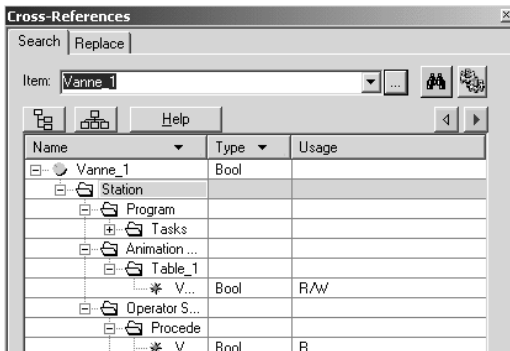 Cross-References
Search Replace
Item: Vanne_1 ...
Help
Name Type Usage
Vanne_1 Bool
Station
Program
Tasks
Animation ...
Table_1
V... Bool R/W
Operator S...
Procede
V... Bool R